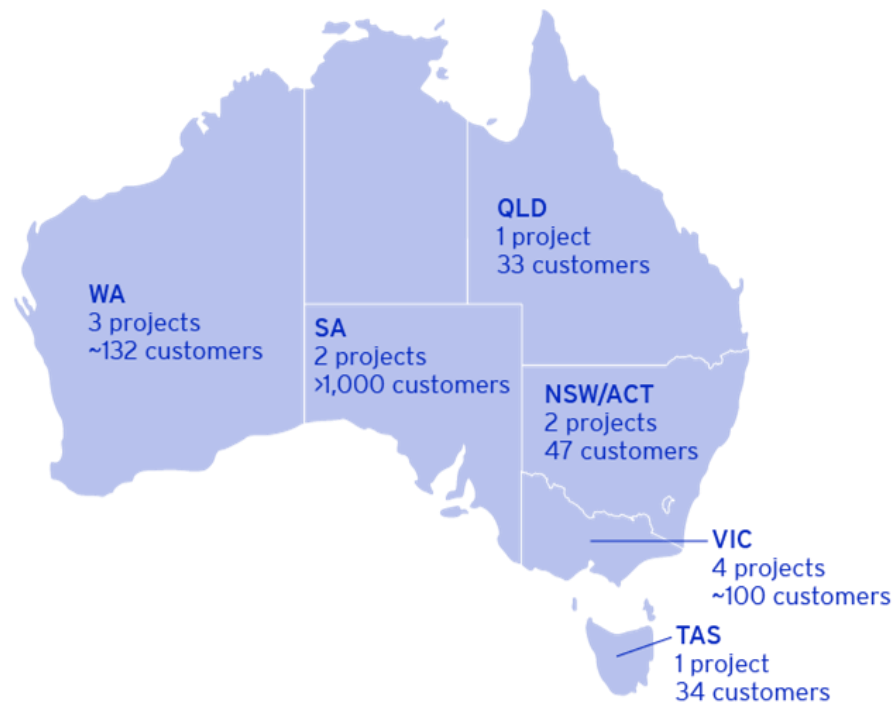 QLD
1 project
33 customers
WA
3 projects
~132 customers
SA
2 projects
>1,000 customers
NSW/ACT
2 projects
47 customers
VIC
4 projects
~100 customers
TAS
1 project
34 customers